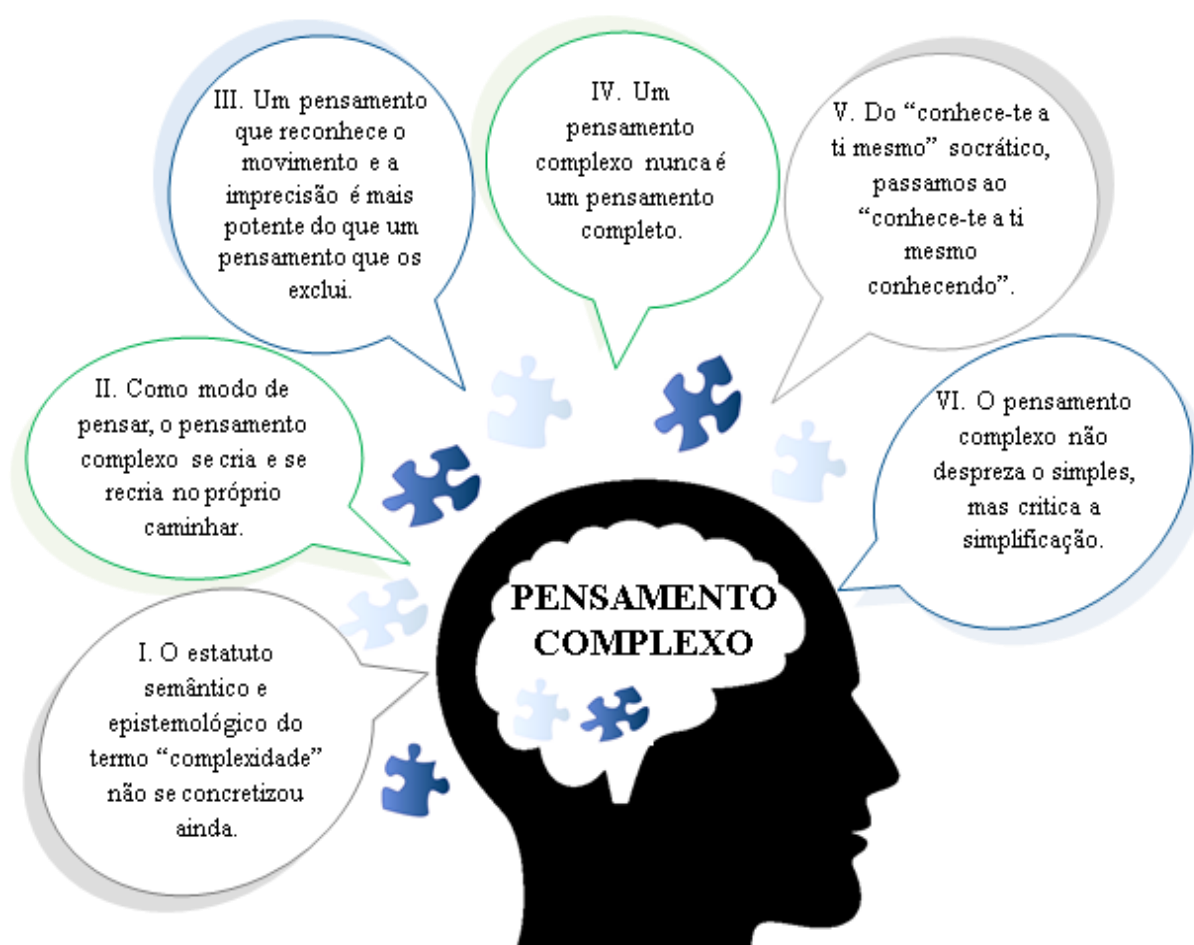 I. O estatuto
semântico e
epistemológico do
termo “complexidade”
não se concretizou
ainda.
II. Como modo de
pensar, o pensamento
complexo se cria e se
recria no próprio
caminhar.
III. Um pensamento
que reconhece o
movimento e a
imprecisão é mais
potente do que um
pensamento que os
exclui.
IV. Um
pensamento
complexo nunca é
um pensamento
completo.
V. Do “conhece-te a
ti mesmo” socrático,
passamos ao
“conhece-te a ti
mesmo
conhecendo”.
VI. O pensamento
complexo não
despreza o simples,
mas critica a
simplificação.
PENSAMENTO
COMPLEXO